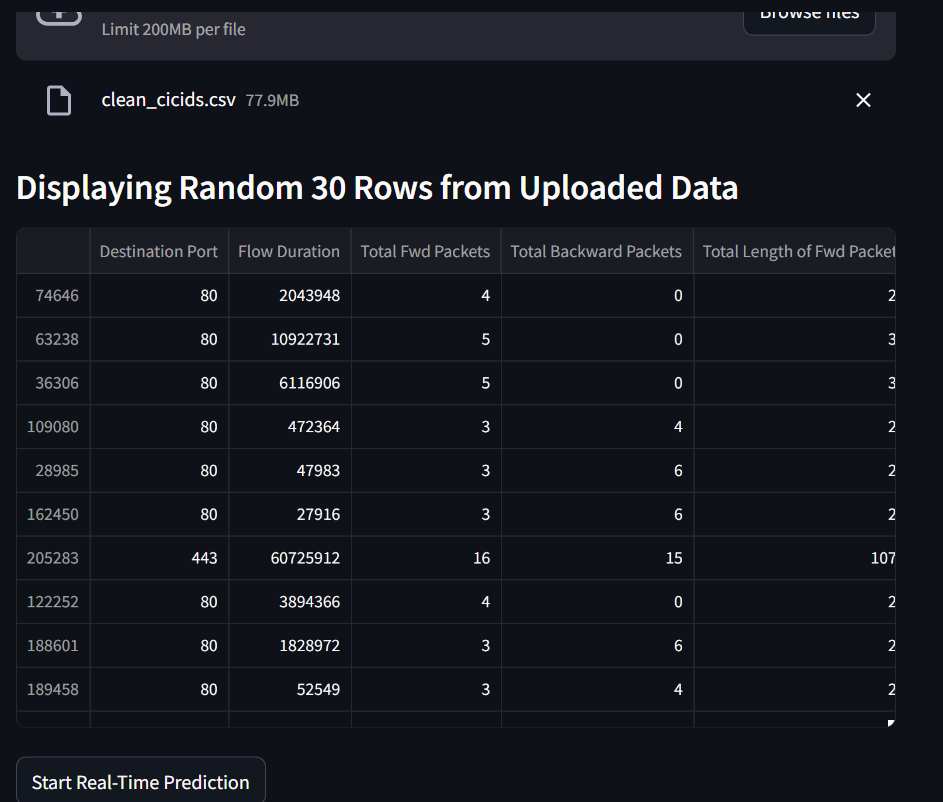 Limit 200MB per file
Browse files
clean_cicids.csv 77.9MB
Displaying Random 30 Rows from Uploaded Data
Destination Port Flow Duration Total Fwd Packets Total Backward Packets Total Length of Fwd Packet
74646 80 2043948 4 0 2
63238 80 10922731 5 0 3
36306 80 6116906 5 0 3
109080 80 472364 3 4 2
28985 80 47983 3 6 2
162450 80 27916 3 6 2
205283 443 60725912 16 15 107
122252 80 3894366 4 0 2
188601 80 1828972 3 6 2
189458 80 52549 3 4 2
Start Real-Time Prediction